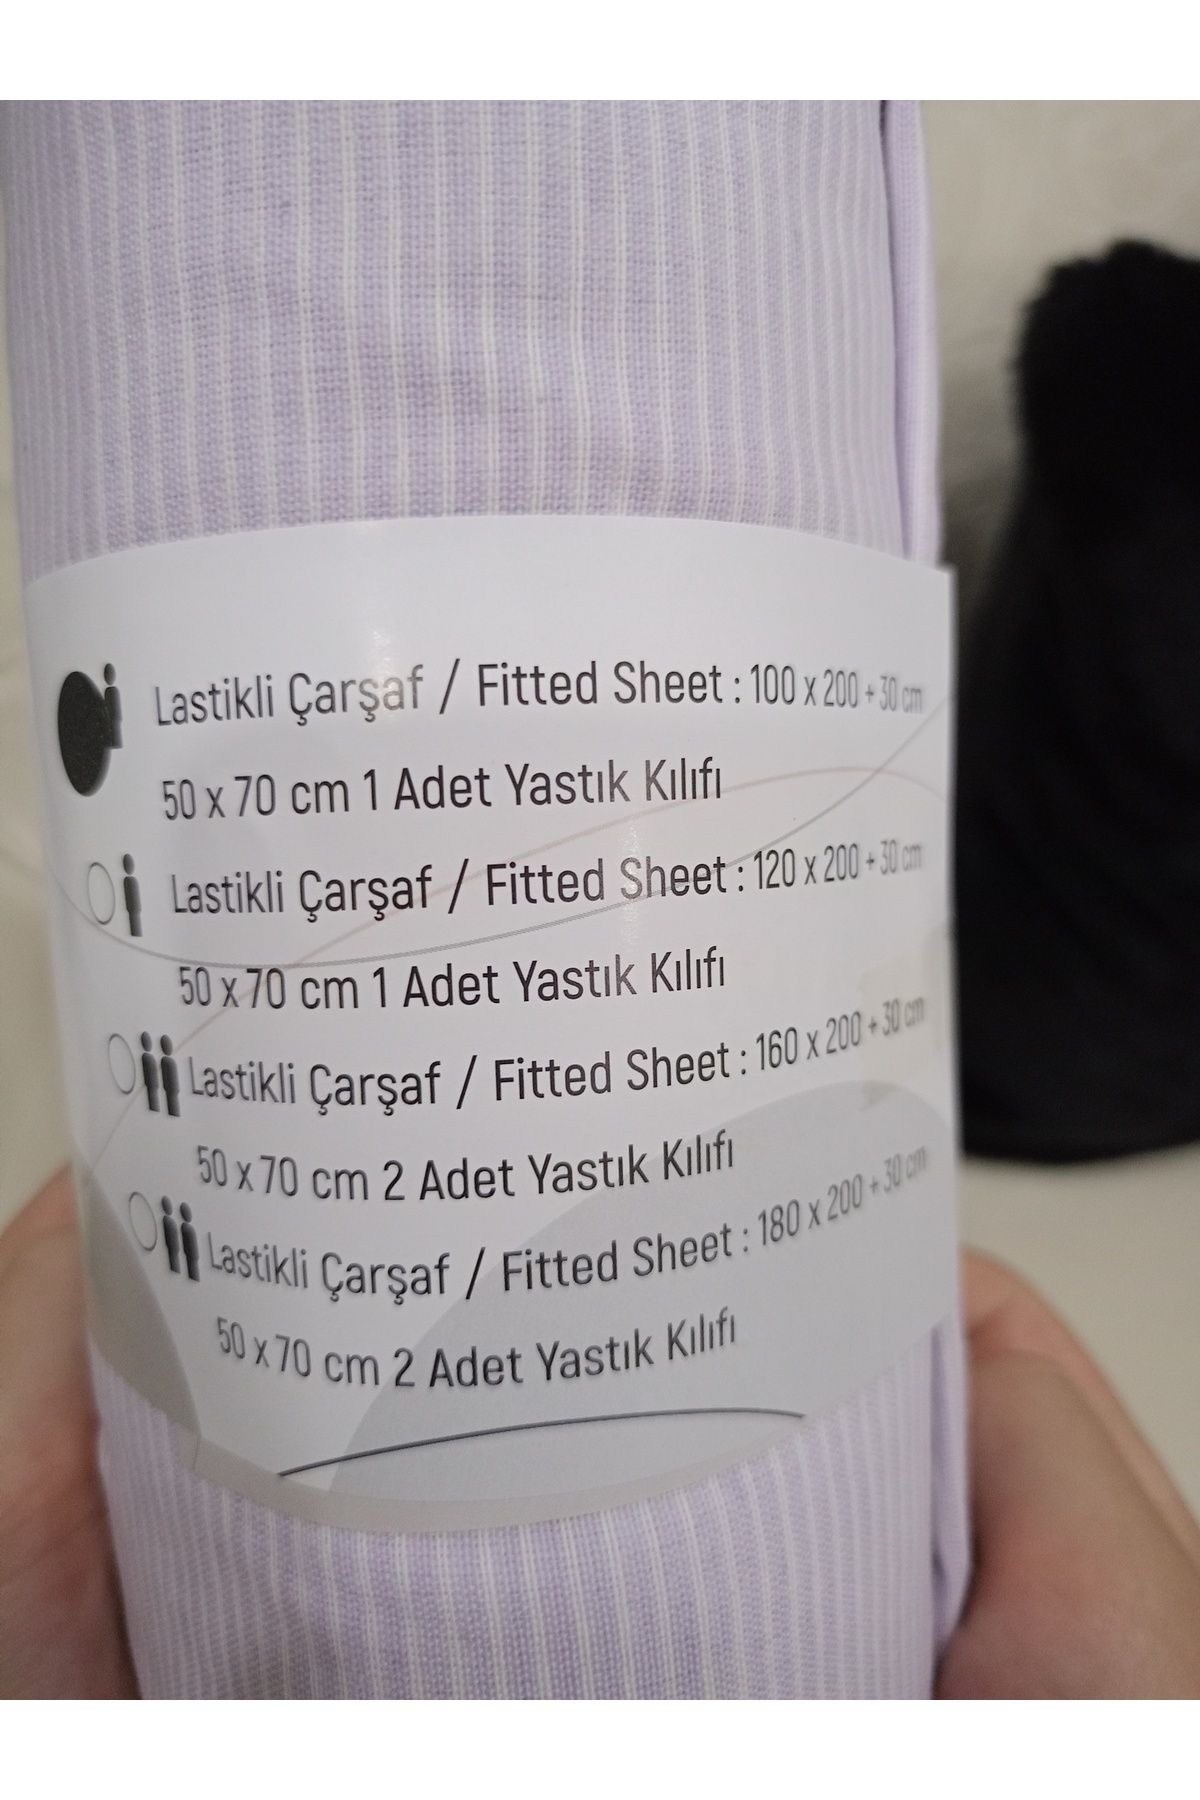 Lastikli Çarşaf / Fitted Sheet : 100 x 200 + 30 cm
50 x 70 cm 1 Adet Yastık Kılıfı
Lastikli Çarşaf / Fitted Sheet : 120 x 200 + 30 cm
50 x 70 cm 1 Adet Yastık Kılıfı
Lastikli Çarşaf / Fitted Sheet : 160 x 200 + 30 cm
50 x 70 cm 2 Adet Yastık Kılıfı
Lastikli Çarşaf / Fitted Sheet : 180 x 200 + 30 cm
50 x 70 cm 2 Adet Yastık Kılıfı